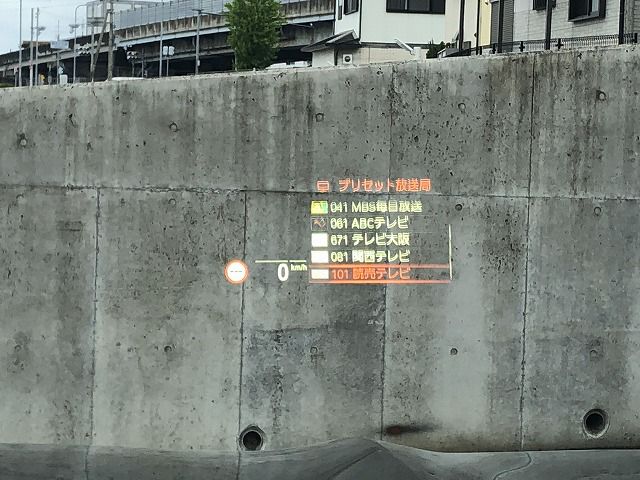 プリセット放送局
041 MBS毎日放送
061 ABCテレビ
071 テレビ大阪
081 関西テレビ
101 読売テレビ
---
0 km/h